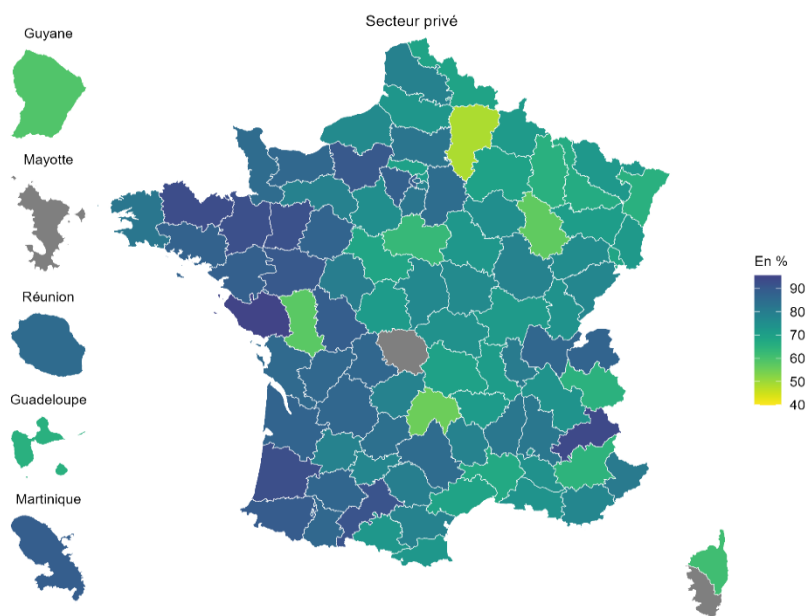 Secteur privé
Guyane
Mayotte
Réunion
Guadeloupe
Martinique
En %
90
80
70
60
50
40